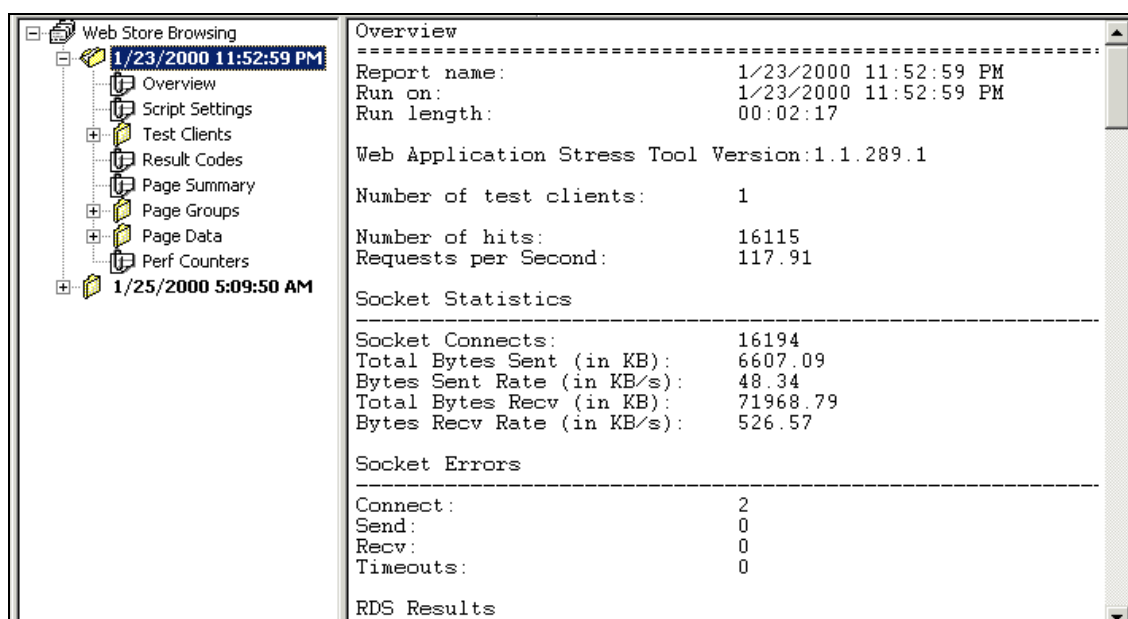 Web Store Browsing
1/23/2000 11:52:59 PM
Overview
Script Settings
Test Clients
Result Codes
Page Summary
Page Groups
Page Data
Perf Counters
1/25/2000 5:09:50 AM
Overview
================================================================
Report name: 1/23/2000 11:52:59 PM
Run on: 1/23/2000 11:52:59 PM
Run length: 00:02:17
Web Application Stress Tool Version:1.1.289.1
Number of test clients: 1
Number of hits: 16115
Requests per Second: 117.91
Socket Statistics
----------------------------------------------------------------
Socket Connects: 16194
Total Bytes Sent (in KB): 6607.09
Bytes Sent Rate (in KB/s): 48.34
Total Bytes Recv (in KB): 71968.79
Bytes Recv Rate (in KB/s): 526.57
Socket Errors
----------------------------------------------------------------
Connect: 2
Send: 0
Recv: 0
Timeouts: 0
RDS Results